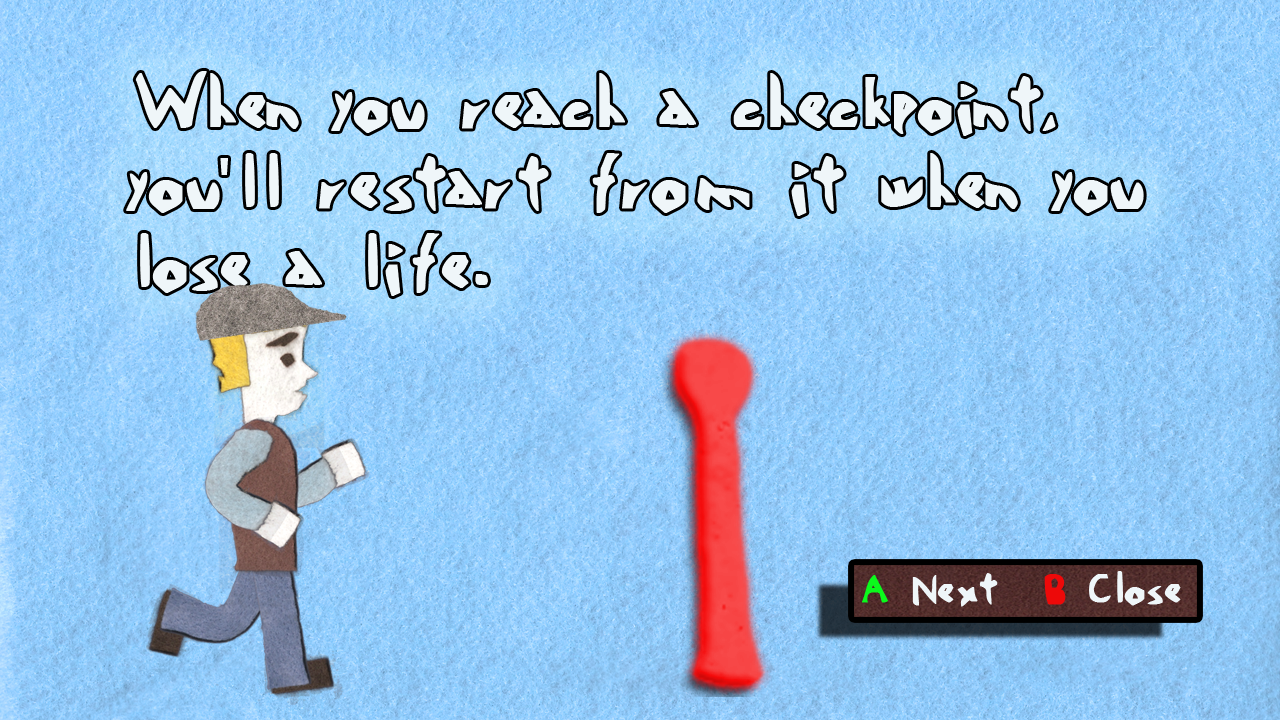 When you reach a checkpoint,
you'll restart from it when you
lose a life.
A Next B Close